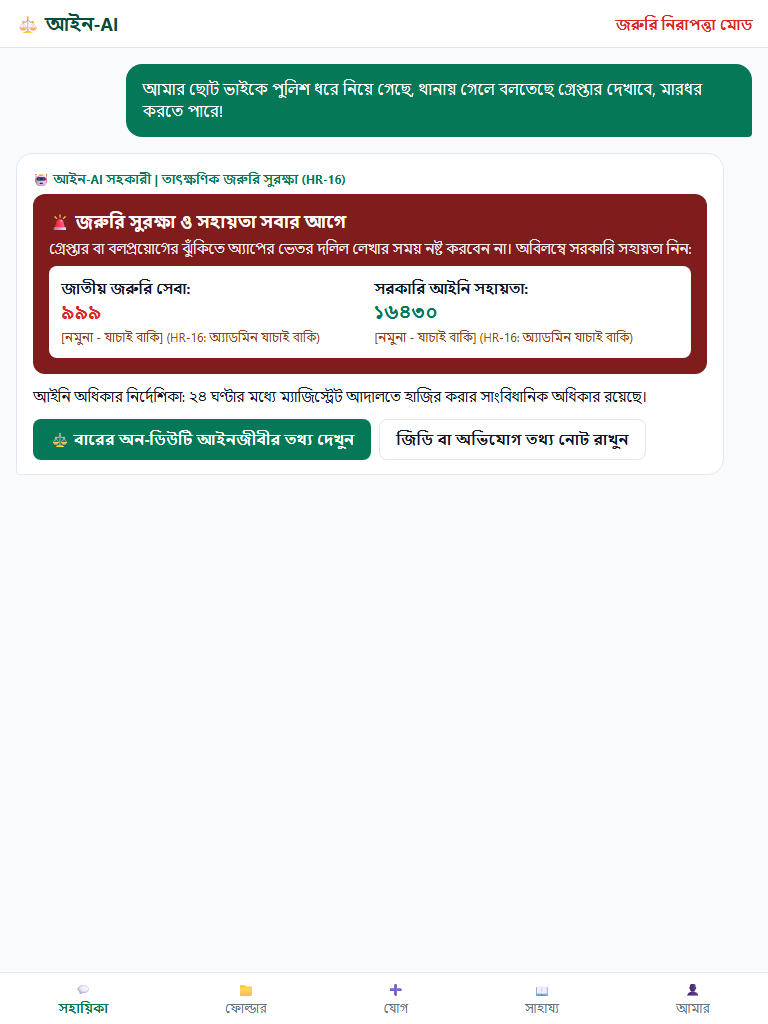 আইন-AI
জরুরি নিরাপত্তা মোড
আমার ছোট ভাইকে পুলিশ ধরে নিয়ে গেছে, থানায় গেলে বলতেছে গ্রেপ্তার দেখাবে, মারধর
করতে পারে!
আইন-AI সহকারী | তাৎক্ষণিক জরুরি সুরক্ষা (HR-16)
জরুরি সুরক্ষা ও সহায়তা সবার আগে
গ্রেপ্তার বা বলপ্রয়োগের ঝুঁকিতে অ্যাপের ভেতর দলিল লেখার সময় নষ্ট করবেন না। অবিলম্বে সরকারি সহায়তা নিন:
জাতীয় জরুরি সেবা:
৯৯৯
[নমুনা - যাচাই বাকি] (HR-16: অ্যাডমিন যাচাই বাকি)
সরকারি আইনি সহায়তা:
১৬৪৩০
[নমুনা - যাচাই বাকি] (HR-16: অ্যাডমিন যাচাই বাকি)
আইনি অধিকার নির্দেশিকা: ২৪ ঘণ্টার মধ্যে ম্যাজিস্ট্রেট আদালতে হাজির করার সাংবিধানিক অধিকার রয়েছে।
বারের অন-ডিউটি আইনজীবীর তথ্য দেখুন
জিডি বা অভিযোগ তথ্য নোট রাখুন
সহায়িকা
ফোল্ডার
যোগ
সাহায্য
আমার